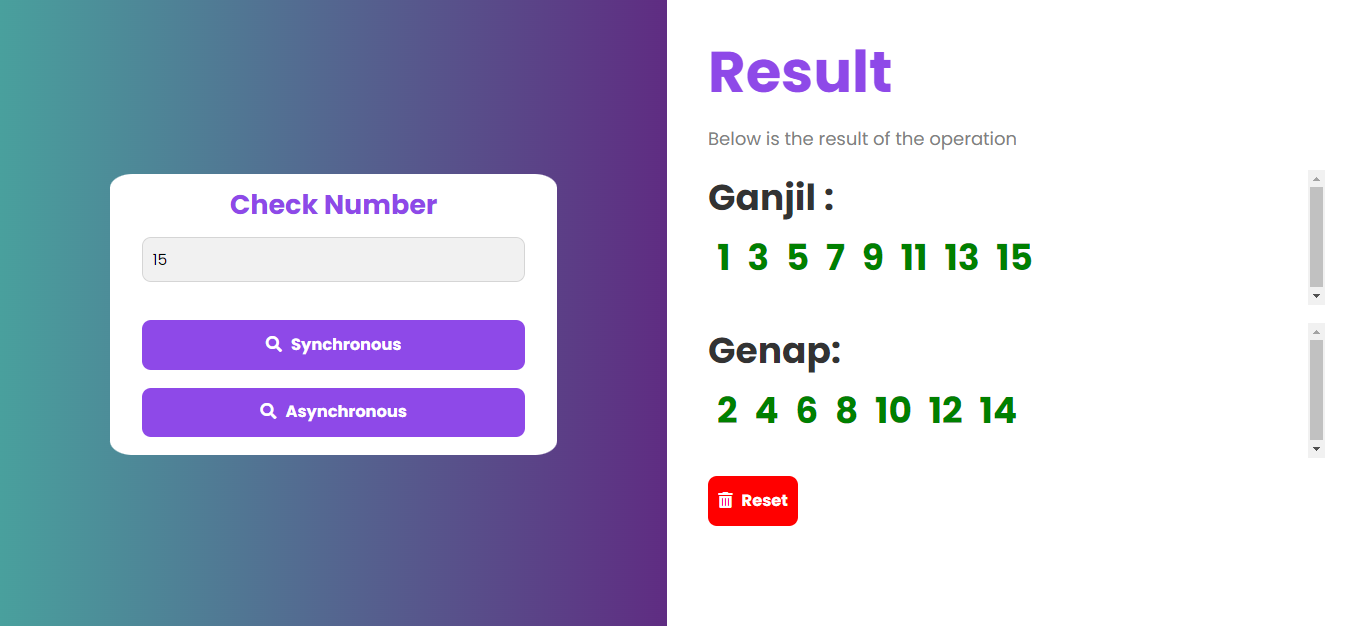 Check Number
15
Synchronous
Asynchronous
Result
Below is the result of the operation
Ganjil :
1 3 5 7 9 11 13 15
Genap:
2 4 6 8 10 12 14
Reset